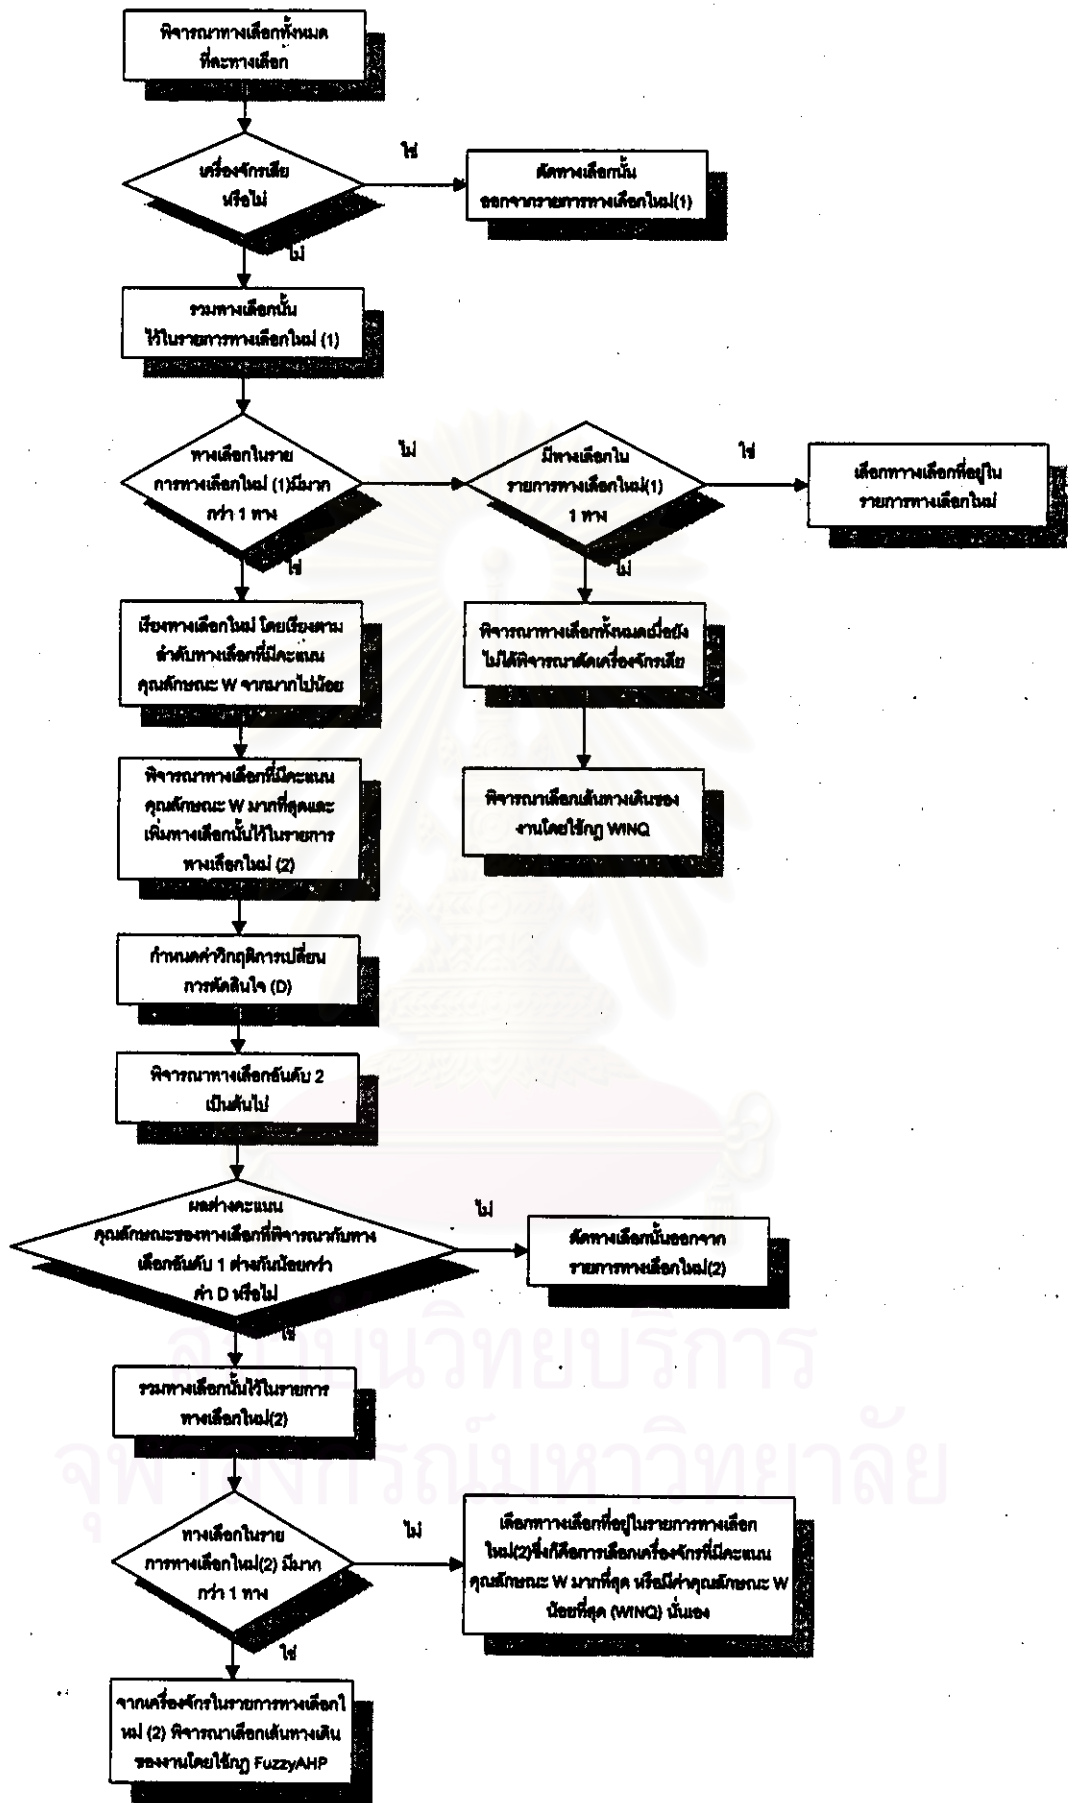 พิจารณาทางเลือกทั้งหมด
ทีละทางเลือก
เครื่องจักรเสีย
หรือไม่
ใช่
ตัดทางเลือกนั้น
ออกจากรายการทางเลือกใหม่(1)
ไม่
รวมทางเลือกนั้น
ไว้ในรายการทางเลือกใหม่ (1)
ทางเลือกในราย
การทางเลือกใหม่ (1)มีมาก
กว่า 1 ทาง
ไม่
มีทางเลือกใน
รายการทางเลือกใหม่(1)
1 ทาง
ใช่
เลือกทาางเลือกที่อยู่ใน
รายการทางเลือกใหม่
ใช่
ไม่
เรียงทางเลือกใหม่ โดยเรียงตาม
ลำดับทางเลือกที่มีคะแนน
คุณลักษณะ W จากมากไปน้อย
พิจารณาทางเลือกทั้งหมดเมื่อยัง
ไม่ได้พิจารณาตัดเครื่องจักรเสีย
พิจารณาทางเลือกที่มีคะแนน
คุณลักษณะ W มากที่สุดและ
เพิ่มทางเลือกนั้นไว้ในรายการ
ทางเลือกใหม่ (2)
พิจารณาเลือกเส้นทางเดินของ
งานโดยใช้กฎ WINQ
กำหนดค่าวิกฤติการเปลี่ยน
การตัดสินใจ (D)
พิจารณาทางเลือกอันดับ 2
เป็นต้นไป
ผลต่างคะแนน
คุณลักษณะของทางเลือกที่พิจารณากับทาง
เลือกอันดับ 1 ต่างกันน้อยกว่า
ค่า D หรือไม่
ไม่
ตัดทางเลือกนั้นออกจาก
รายการทางเลือกใหม่(2)
ใช่
รวมทางเลือกนั้นไว้ในรายการ
ทางเลือกใหม่(2)
ทางเลือกในราย
การทางเลือกใหม่(2) มีมาก
กว่า 1 ทาง
ไม่
เลือกทาางเลือกที่อยู่ในรายการทางเลือก
ใหม่(2)ซึ่งก็คือการเลือกเครื่องจักรที่มีคะแนน
คุณลักษณะ W มากที่สุด หรือมีค่าคุณลักษณะ W
น้อยที่สุด (WINQ) นั่นเอง
ใช่
จากเครื่องจักรในรายการทางเลือกใ
หม่ (2) พิจารณาเลือกเส้นทางเดิน
ของงานโดยใช้กฎ FuzzyAHP
สถาบันวิทยบริการ
จุฬาลงกรณ์มหาวิทยาลัย